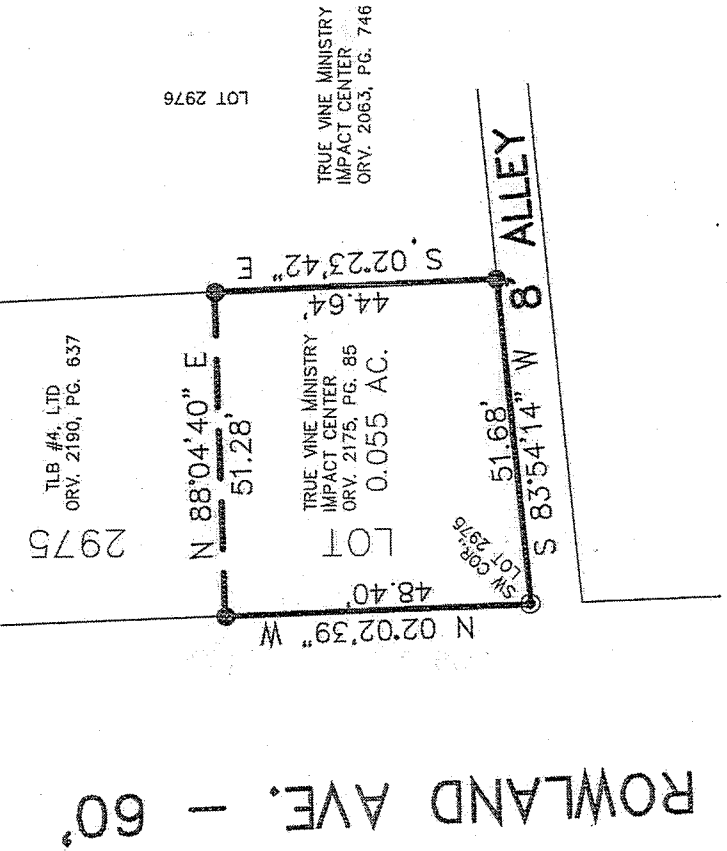 LOT 2976
TRUE VINE MINISTRY
IMPACT CENTER
ORV. 2063, PG. 746
TLB #4, LTD
ORV. 2190, PG. 637
2975
N 88°04'40" E
51.28'
S 02°23'42" E
44.64'
TRUE VINE MINISTRY
IMPACT CENTER
ORV. 2175, PG. 85
0.055 AC.
LOT
48.40'
N 02°02'39" W
SW COR.
LOT 2976
51.68'
S 83°54'14" W
8' ALLEY
ROWLAND AVE. - 60'